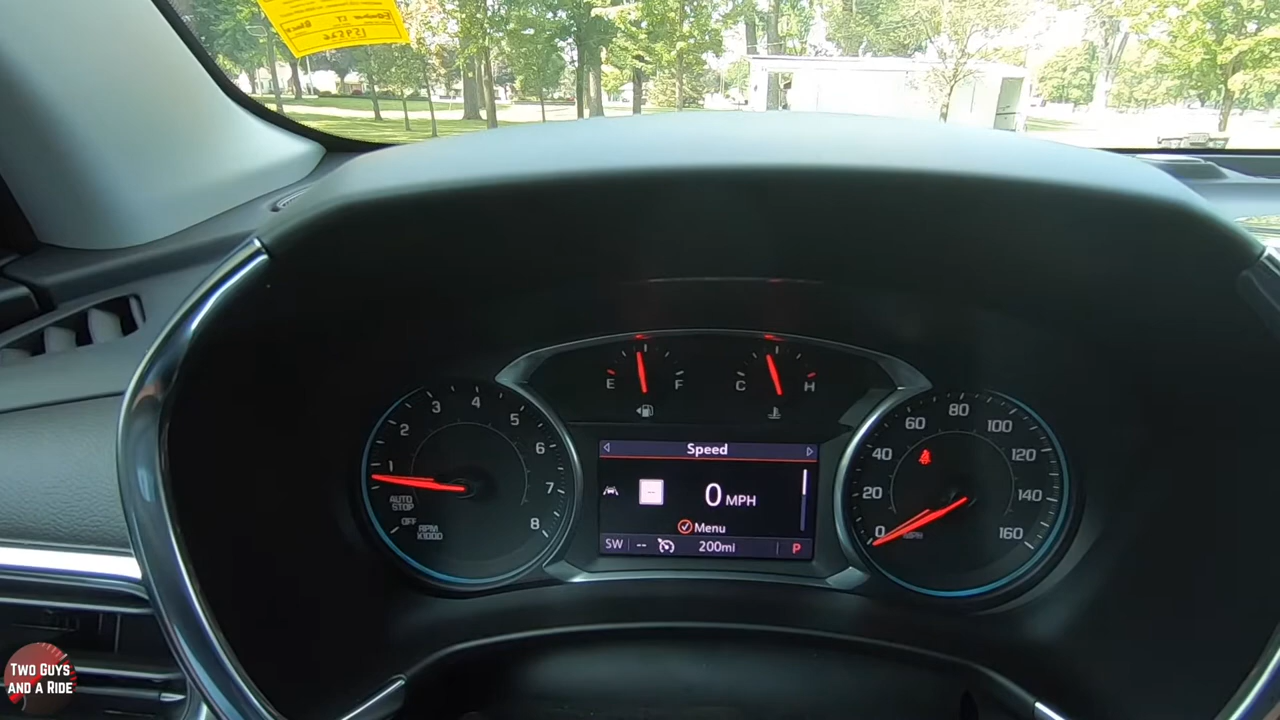 E
F
C
H
1
2
3
4
5
6
7
8
AUTO
STOP
OFF
RPM
X1000
Speed
0 MPH
Menu
SW -- 200mi P
0
20
40
60
80
100
120
140
160
MPH
TWO GUYS
AND A RIDE